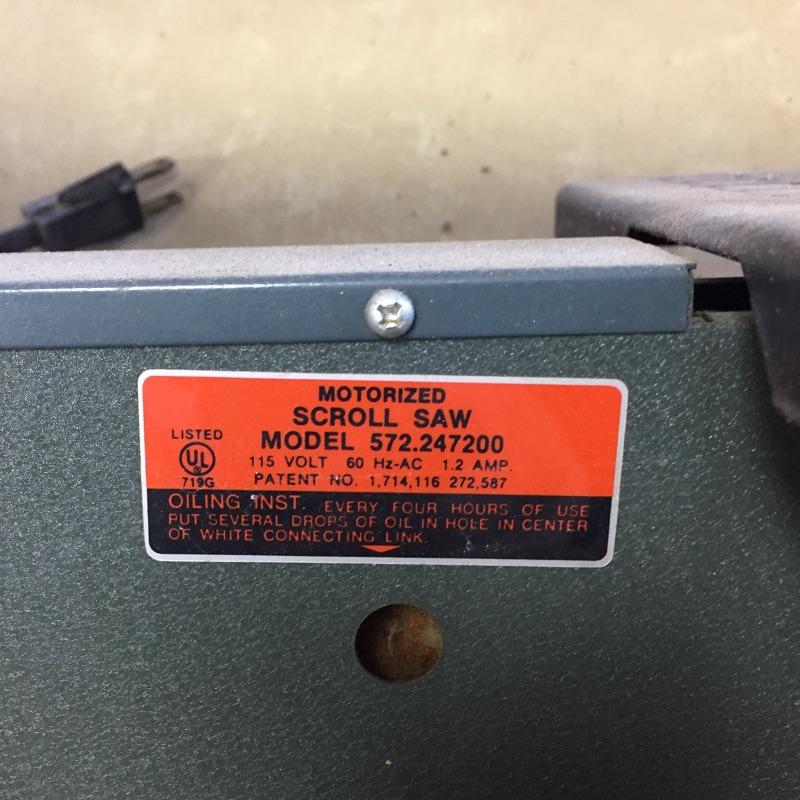 MOTORIZED
SCROLL SAW
MODEL 572.247200
115 VOLT 60 Hz-AC 1.2 AMP.
PATENT NO. 1,714,116 272,587
LISTED
UL
719G
OILING INST. EVERY FOUR HOURS OF USE
PUT SEVERAL DROPS OF OIL IN HOLE IN CENTER
OF WHITE CONNECTING LINK.